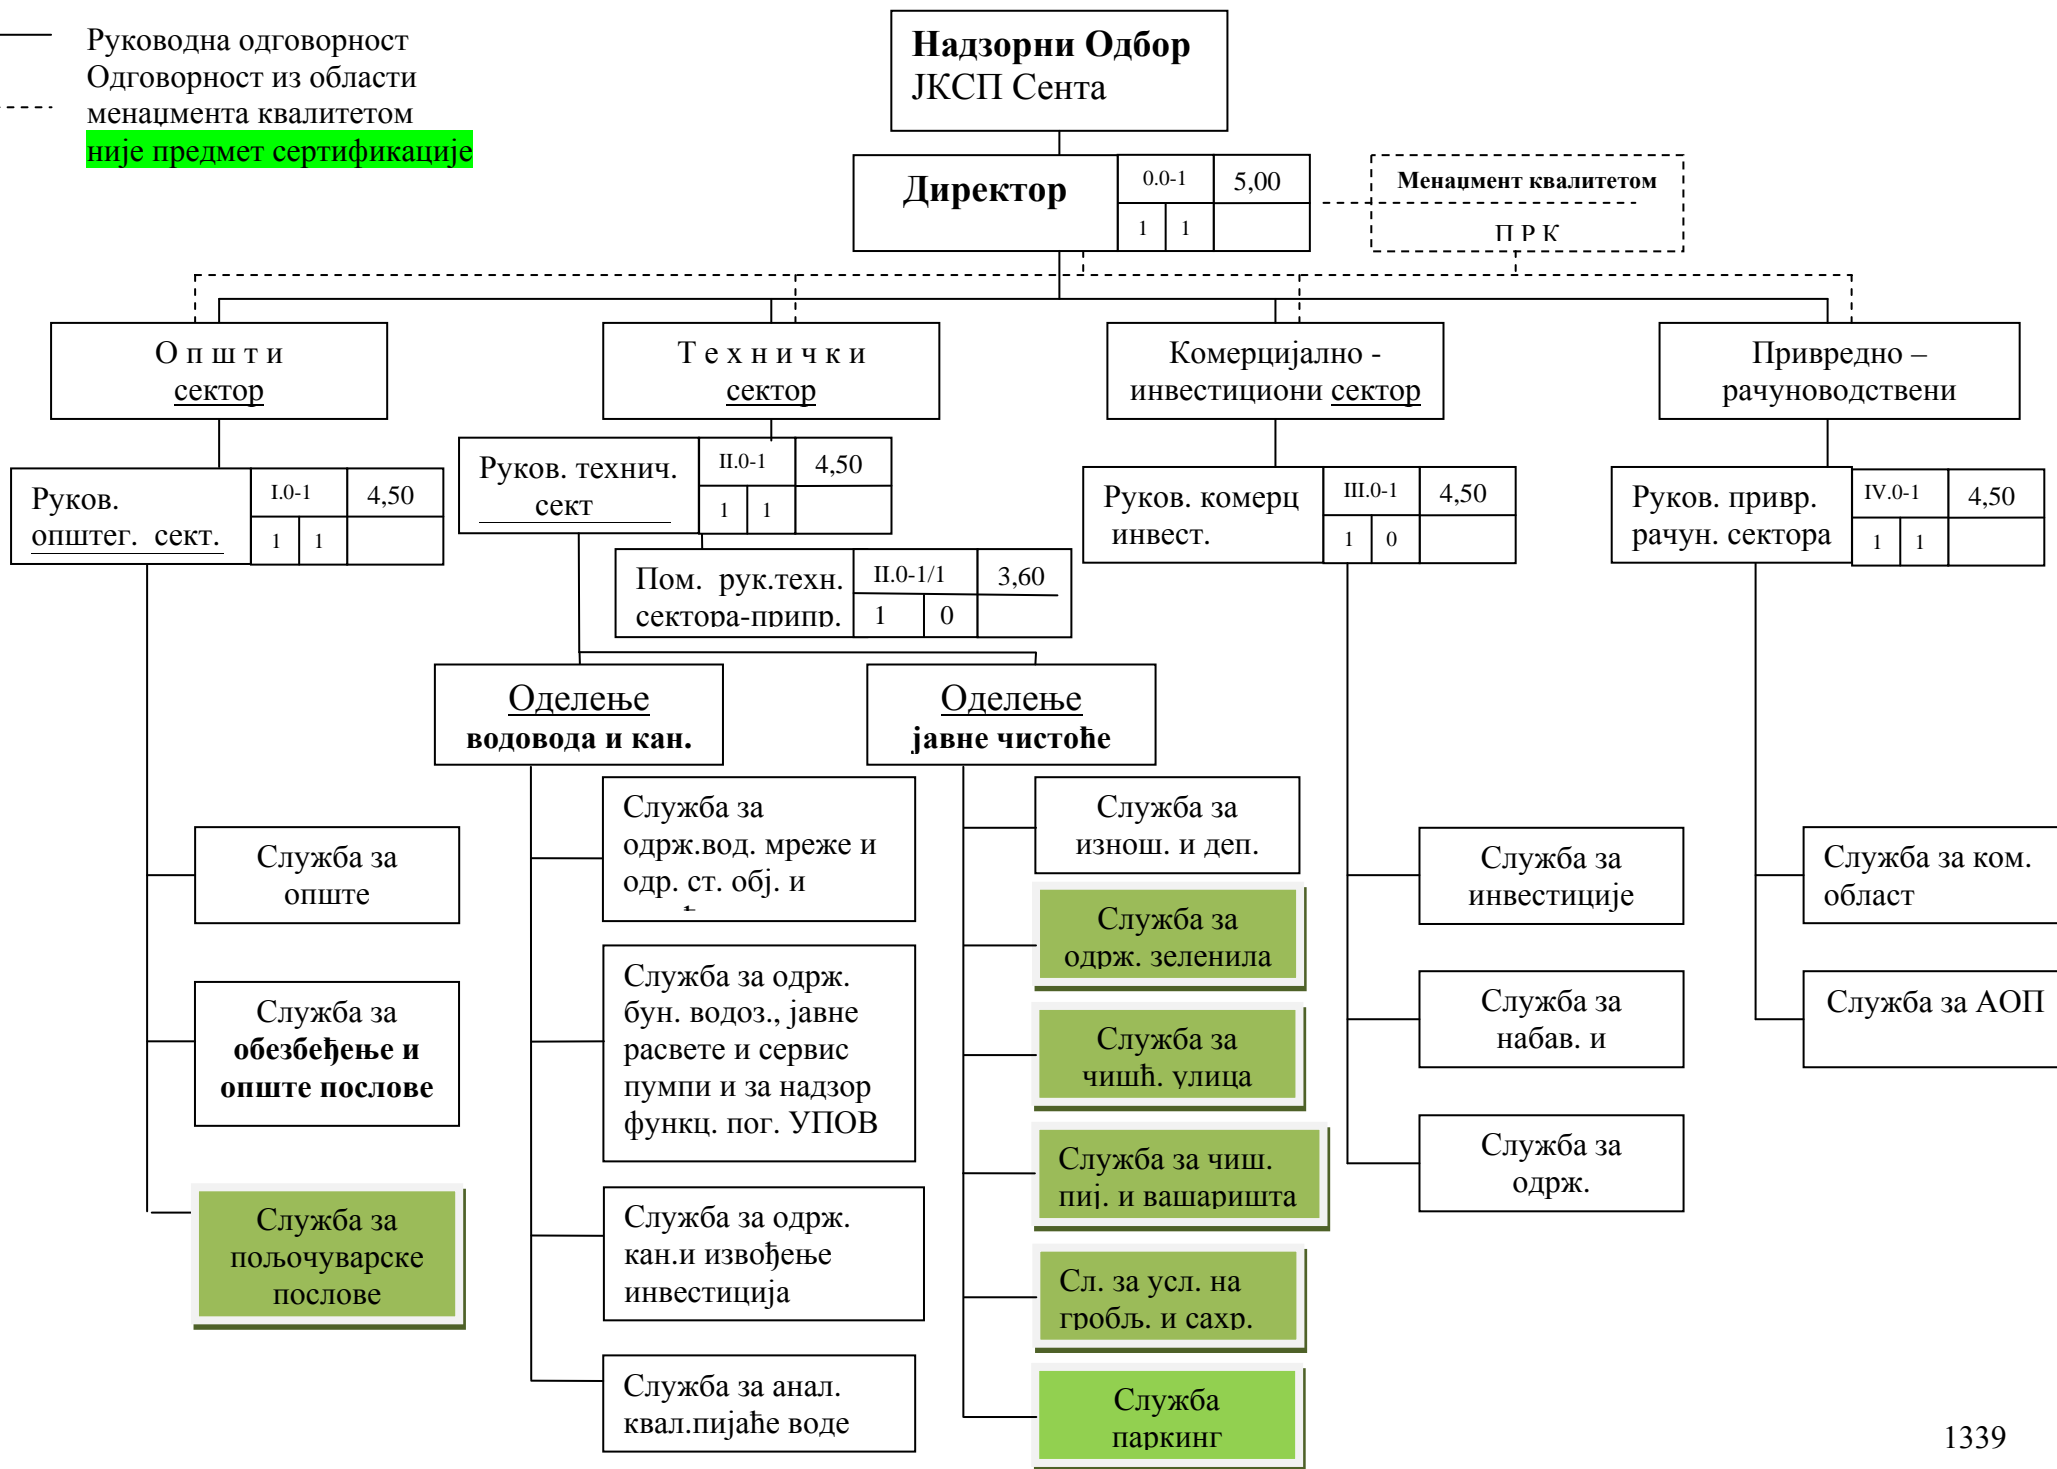 Руководна одговорност
Одговорност из области
менаџмента квалитетом
није предмет сертификације
Надзорни Одбор
ЈКСП Сента
Директор
0.0-1
5,00
1
1
Менаџмент квалитетом
П Р К
О п ш т и
сектор
Т е х н и ч к и
сектор
Комерцијално -
инвестициони сектор
Привредно –
рачуноводствени
Руков.
општег. сект.
I.0-1
4,50
1
1
Руков. технич.
сект
II.0-1
4,50
1
1
Руков. комерц
инвест.
III.0-1
4,50
1
0
Руков. привр.
рачун. сектора
IV.0-1
4,50
1
1
Пом. рук.техн.
сектора-припр.
II.0-1/1
3,60
1
0
Оделење
водовода и кан.
Оделење
јавне чистоће
Служба за
опште
Служба за
обезбеђење и
опште послове
Служба за
пољочуварске
послове
Служба за
одрж.вод. мреже и
одр. ст. обј. и
Служба за одрж.
бун. водоз., јавне
расвете и сервис
пумпи и за надзор
функц. пог. УПОВ
Служба за одрж.
кан.и извођење
инвестиција
Служба за анал.
квал.пијаће воде
Служба за
износ. и деп.
Служба за
одрж. зеленила
Служба за
чишћ. улица
Служба за чиш.
пиј. и вашаришта
Сл. за усл. на
гробљ. и сахр.
Служба
паркинг
Служба за
инвестиције
Служба за
набав. и
Служба за
одрж.
Служба за ком.
област
Служба за АОП
1339